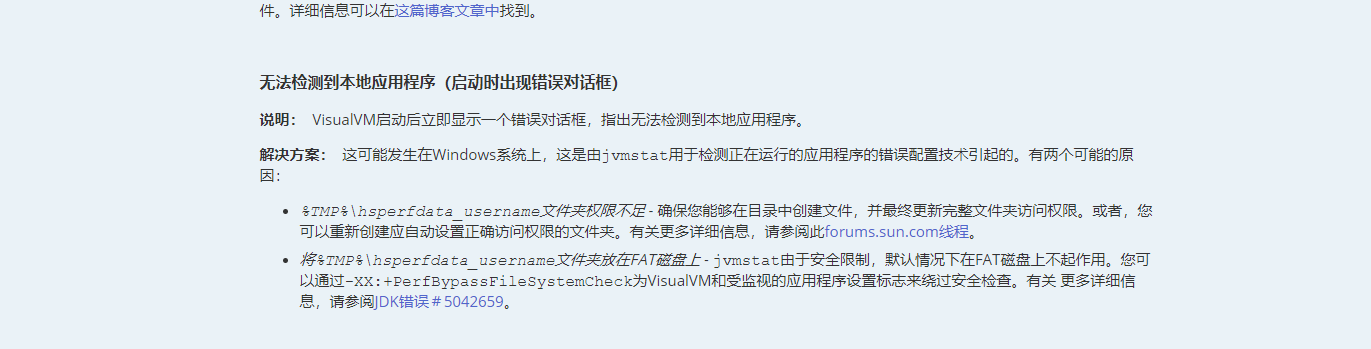 件。详细信息可以在这篇博客文章中找到。
无法检测到本地应用程序（启动时出现错误对话框）
说明： VisualVM启动后立即显示一个错误对话框，指出无法检测到本地应用程序。
解决方案： 这可能发生在Windows系统上，这是由jvmstat用于检测正在运行的应用程序的错误配置技术引起的。有两个可能的原
因：
• %TMP%\hsperfdata_username文件夹权限不足 - 确保您能够在目录中创建文件，并最终更新完整文件夹访问权限。或者，您
可以重新创建应自动设置正确访问权限的文件夹。有关更多详细信息，请参阅此forums.sun.com线程。
• 将%TMP%\hsperfdata_username文件夹放在FAT磁盘上 - jvmstat由于安全限制，默认情况下在FAT磁盘上不起作用。您可
以通过-XX:+PerfBypassFileSystemCheck为VisualVM和受监视的应用程序设置标志来绕过安全检查。有关 更多详细信
息，请参阅JDK错误＃5042659。